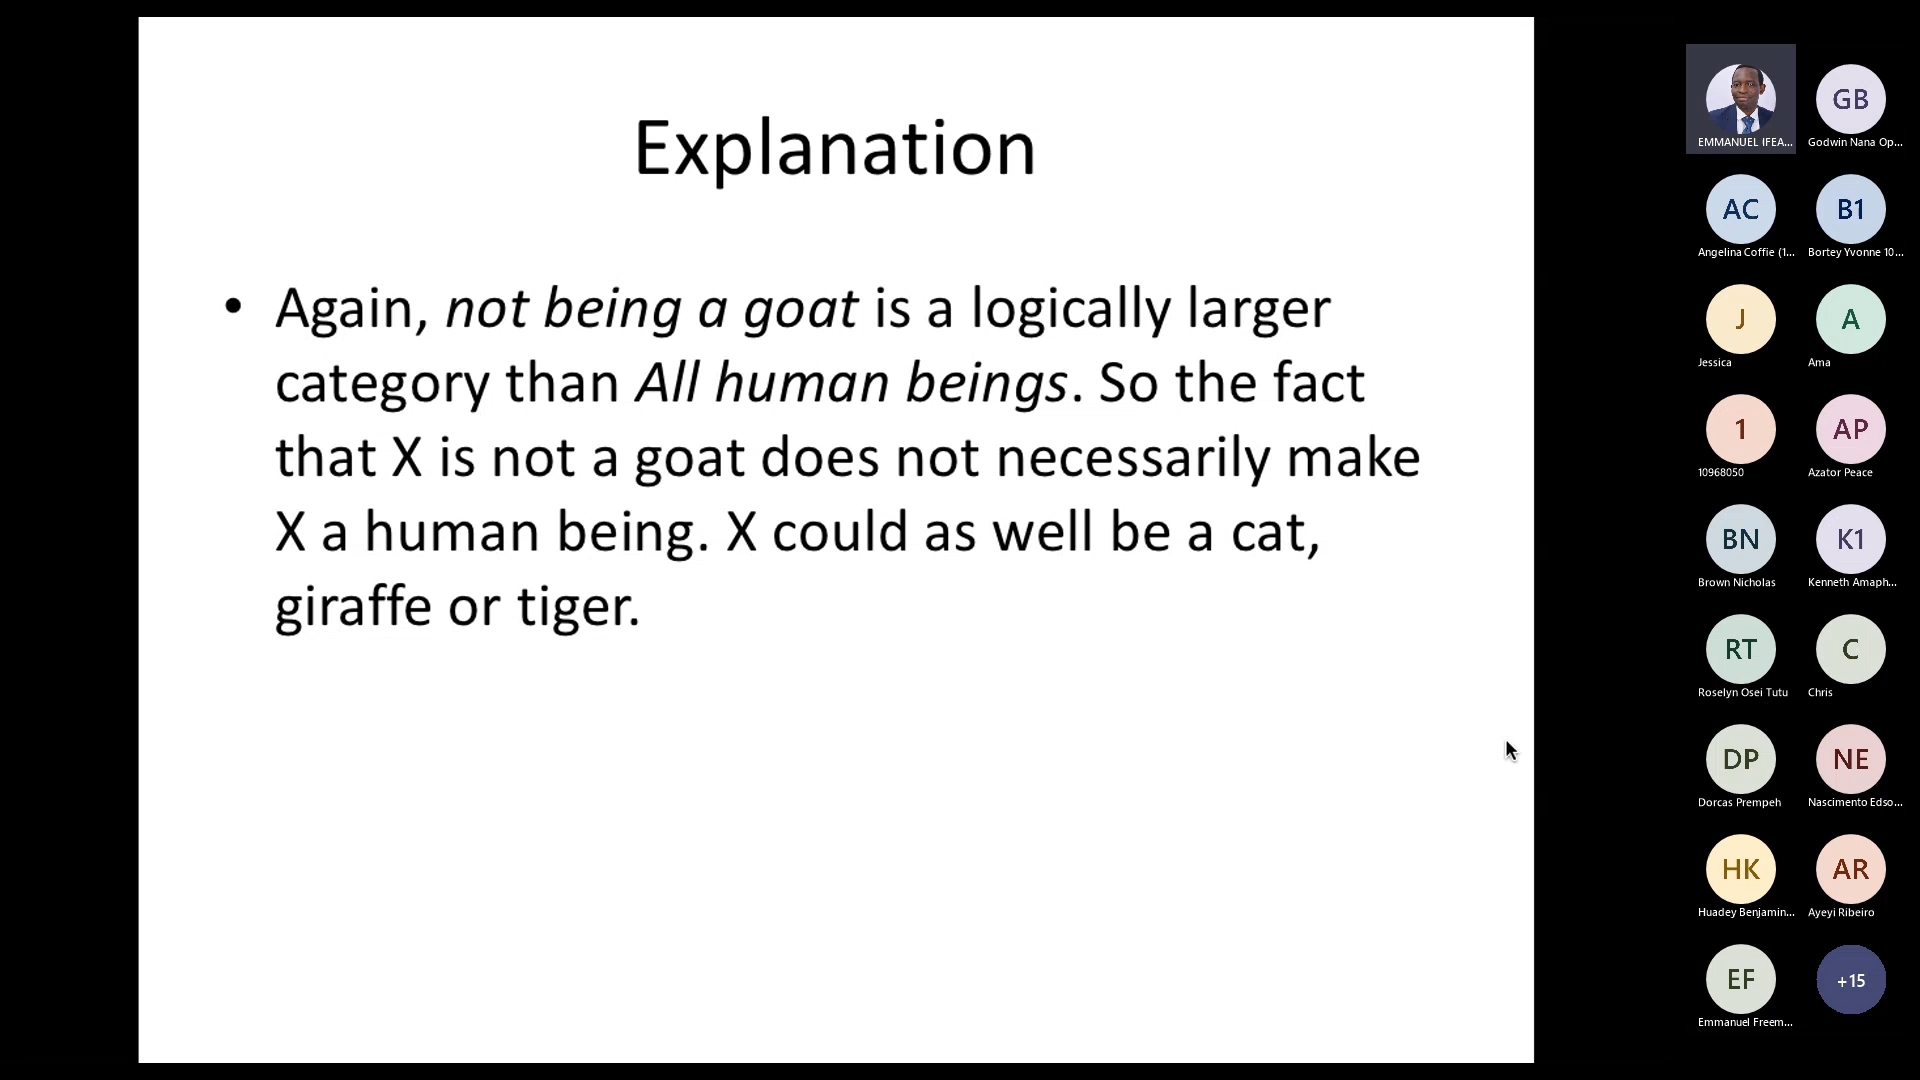 Explanation
• Again, not being a goat is a logically larger
category than All human beings. So the fact
that X is not a goat does not necessarily make
X a human being. X could as well be a cat,
giraffe or tiger.
EMMANUEL IFEA...
GB
Godwin Nana Op...
AC
Angelina Coffie (1...
B1
Bortey Yvonne 10...
J
Jessica
A
Ama
1
10968050
AP
Azator Peace
BN
Brown Nicholas
K1
Kenneth Amaph...
RT
Roselyn Osei Tutu
C
Chris
DP
Dorcas Prempeh
NE
Nascimento Edso...
HK
Huadey Benjamin...
AR
Ayeyi Ribeiro
EF
Emmanuel Freem...
+15